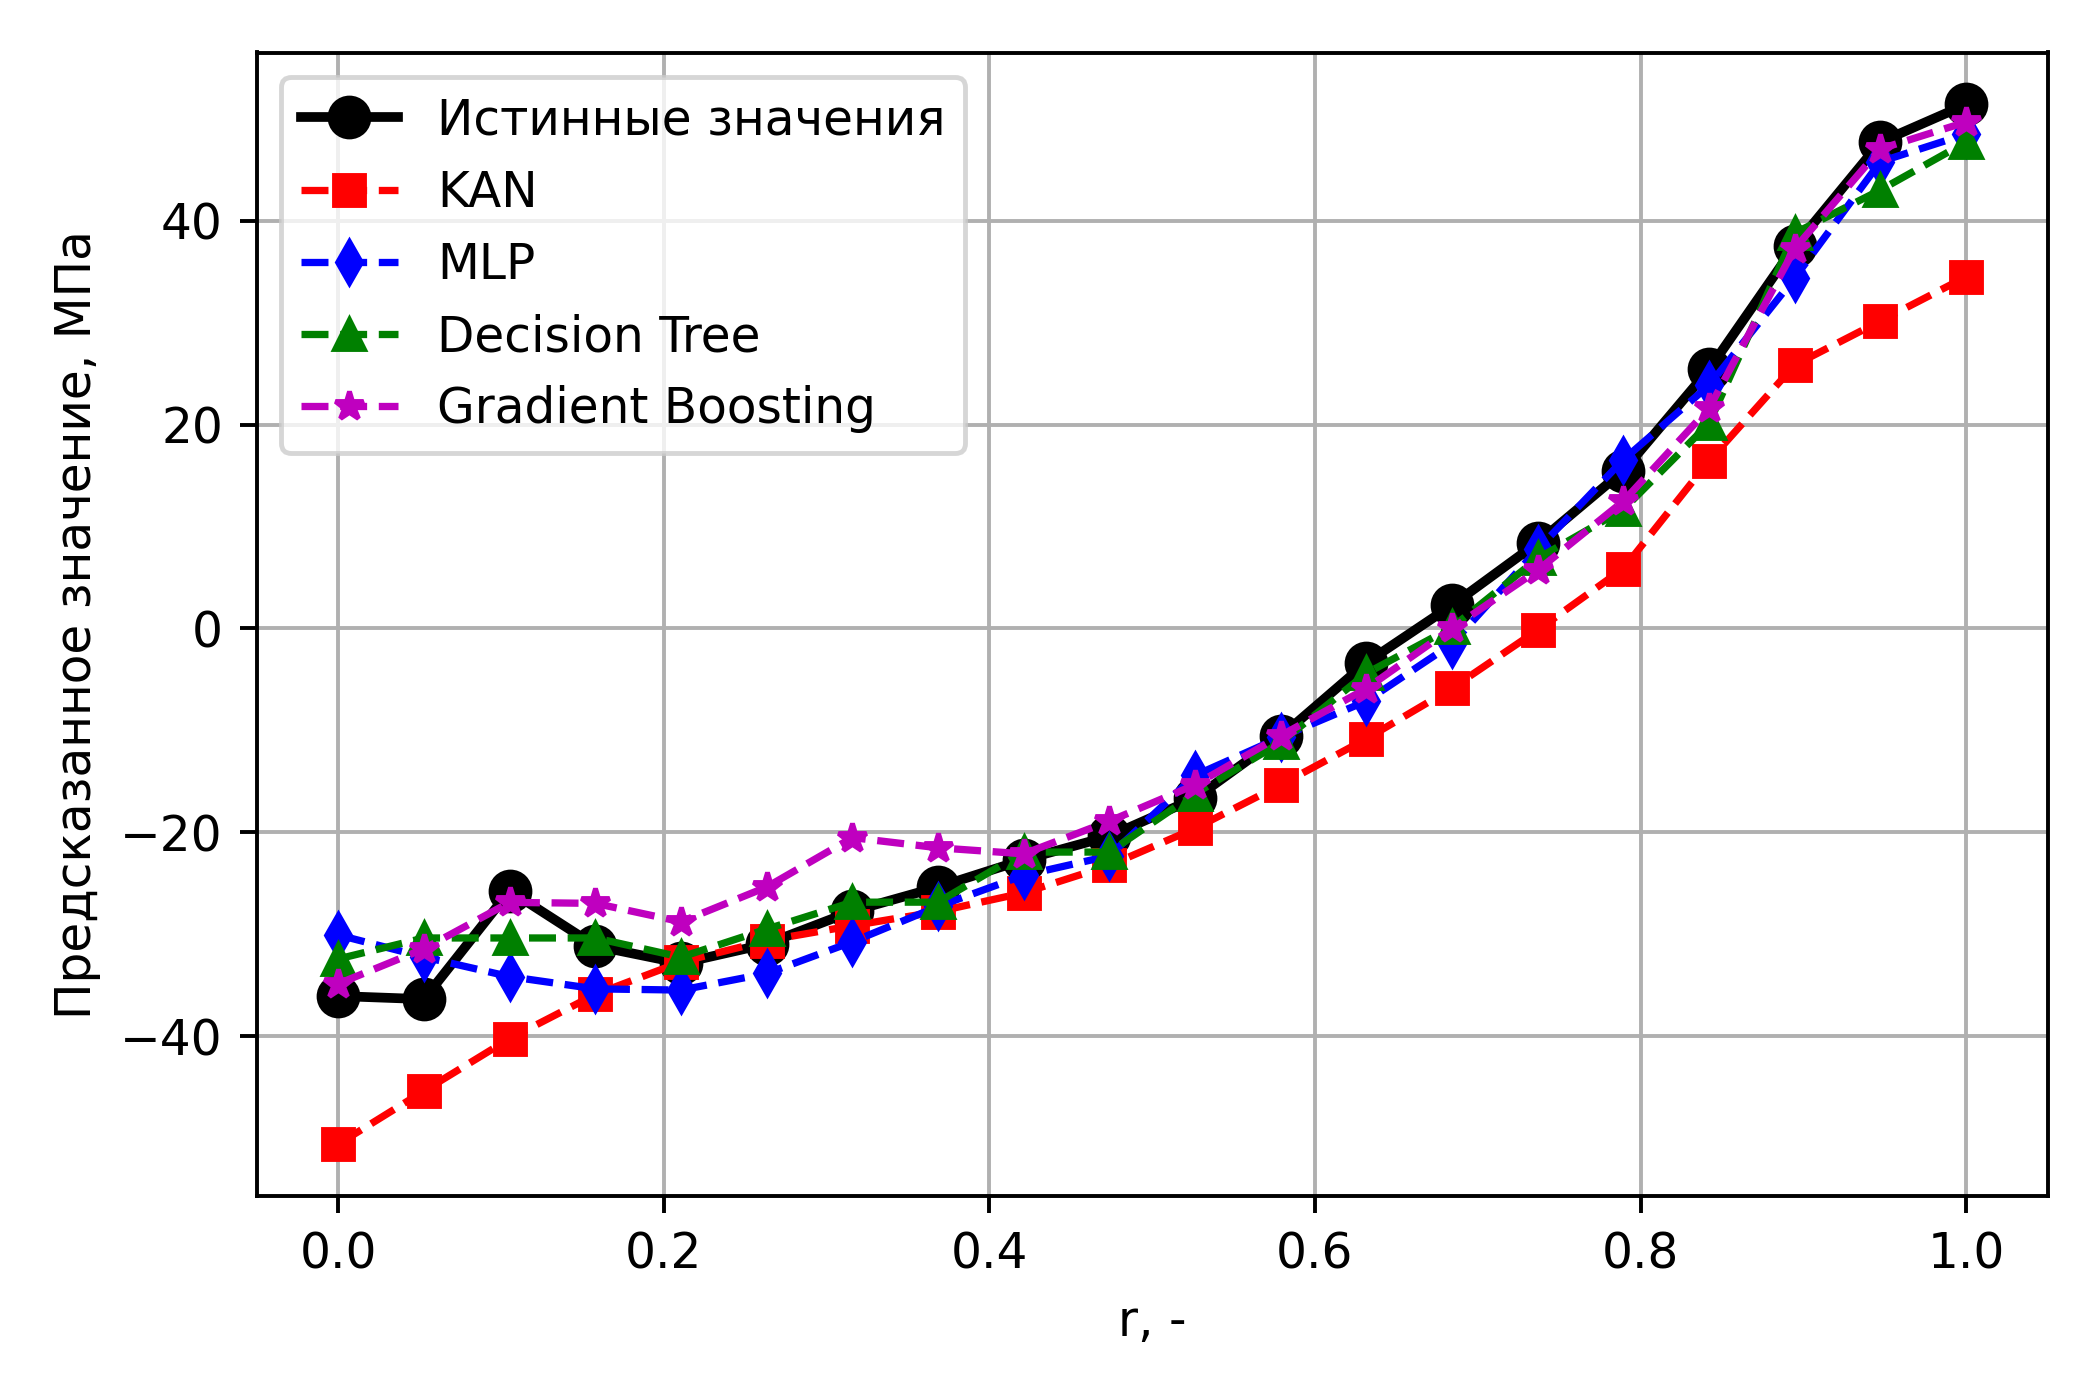 Истинные значения
KAN
MLP
Decision Tree
Gradient Boosting
Предсказанное значение, МПа
40
20
0
−20
−40
0.0 0.2 0.4 0.6 0.8 1.0
r, -